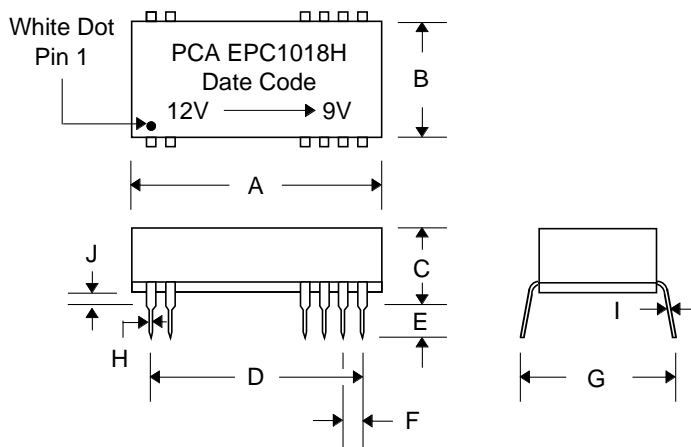 White Dot
Pin 1
PCA EPC1018H
Date Code
12V
9V
B
A
J
C
E
H
D
F
I
G